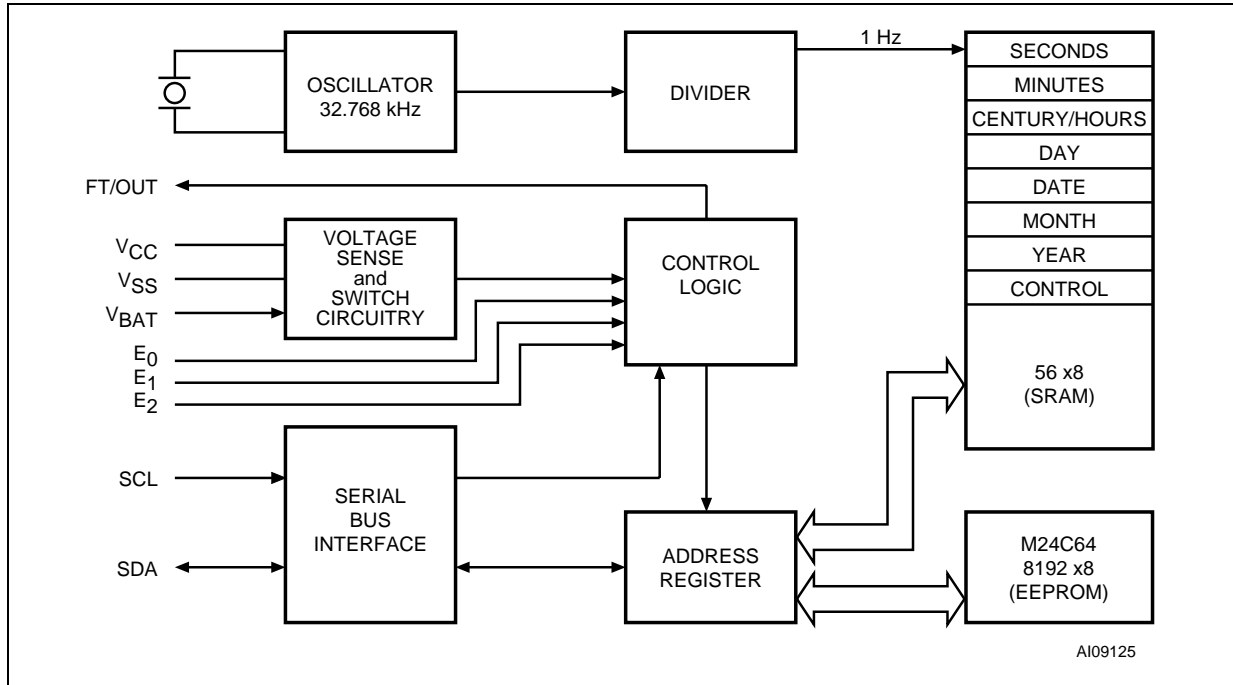 OSCILLATOR
32.768 kHz
DIVIDER
1 Hz
SECONDS
MINUTES
CENTURY/HOURS
DAY
DATE
MONTH
YEAR
CONTROL
56 x8
(SRAM)
FT/OUT
VCC
VSS
VBAT
VOLTAGE
SENSE
and
SWITCH
CIRCUITRY
CONTROL
LOGIC
E0
E1
E2
SCL
SDA
SERIAL
BUS
INTERFACE
ADDRESS
REGISTER
M24C64
8192 x8
(EEPROM)
AI09125